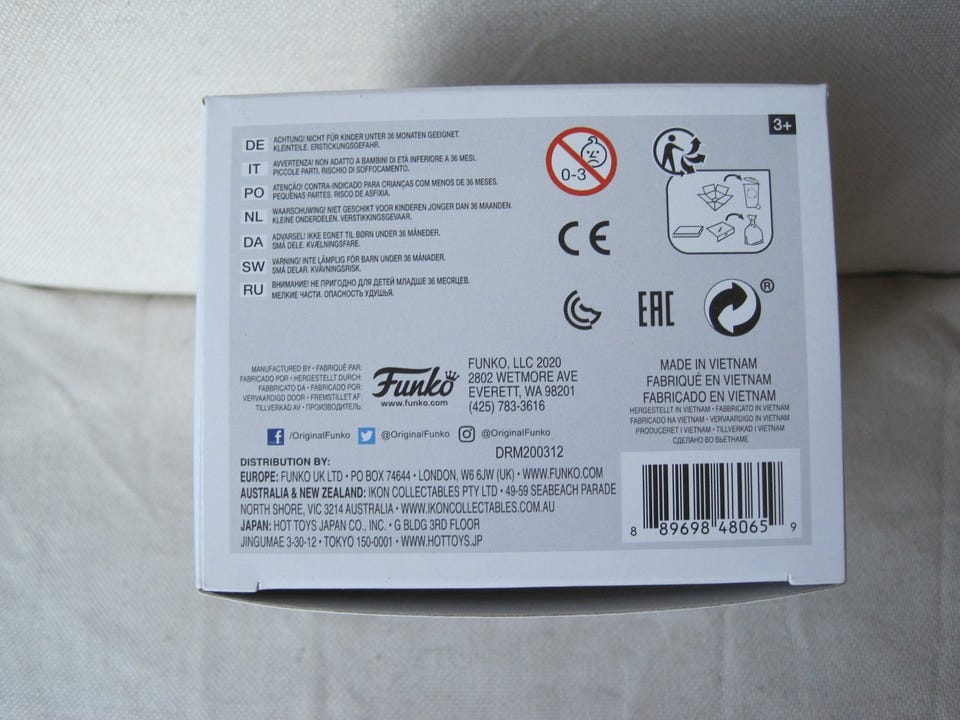 3+
DE ACHTUNG! NICHT FÜR KINDER UNTER 36 MONATEN GEEIGNET.
KLEINTEILE. ERSTICKUNGSGEFAHR.
IT AVVERTENZA! NON ADATTO A BAMBINI DI ETÀ INFERIORE A 36 MESI.
PICCOLE PARTI. RISCHIO DI SOFFOCAMENTO.
PO ATENÇÃO! CONTRA-INDICADO PARA CRIANÇAS COM MENOS DE 36 MESES.
PEQUENAS PARTES. RISCO DE ASFIXIA.
NL WAARSCHUWING! NIET GESCHIKT VOOR KINDEREN JONGER DAN 36 MAANDEN.
KLEINE ONDERDELEN. VERSTIKKINGSGEVAAR.
DA ADVARSEL! IKKE EGNET TIL BØRN UNDER 36 MÅNEDER.
SMÅ DELE. KVÆLNINGSFARE.
SW VARNING! INTE LÄMPLIG FÖR BARN UNDER 36 MÅNADER.
SMÅ DELAR. KVÄVNINGSRISK.
RU ВНИМАНИЕ! НЕ ПРИГОДНО ДЛЯ ДЕТЕЙ МЛАДШЕ 36 МЕСЯЦЕВ.
МЕЛКИЕ ЧАСТИ. ОПАСНОСТЬ УДУШЬЯ.
0-3
CE
EAC
®
MANUFACTURED BY • FABRIQUÉ PAR:
FABRICADO POR • HERGESTELLT DURCH:
FABBRICATO DA • FABRICADO POR:
VERVAARDIGD DOOR • FREMSTILLET AF:
TILLVERKAD AV • ПРОИЗВОДИТЕЛЬ:
Funko
www.funko.com
FUNKO, LLC 2020
2802 WETMORE AVE
EVERETT, WA 98201
(425) 783-3616
MADE IN VIETNAM
FABRIQUÉ EN VIETNAM
FABRICADO EN VIETNAM
HERGESTELLT IN VIETNAM • FABBRICATO IN VIETNAM
FABRICADO NA VIETNAM • VERVAARDIGD IN VIETNAM
PRODUCERET I VIETNAM • TILLVERKAD I VIETNAM
СДЕЛАНО ВО ВЬЕТНАМЕ
f /OriginalFunko @OriginalFunko @OriginalFunko
DRM200312
DISTRIBUTION BY:
EUROPE: FUNKO UK LTD • PO BOX 74644 • LONDON, W6 6JW (UK) • WWW.FUNKO.COM
AUSTRALIA & NEW ZEALAND: IKON COLLECTABLES PTY LTD • 49-59 SEABEACH PARADE
NORTH SHORE, VIC 3214 AUSTRALIA • WWW.IKONCOLLECTABLES.COM.AU
JAPAN: HOT TOYS JAPAN CO., INC. • G BLDG 3RD FLOOR
JINGUMAE 3-30-12 • TOKYO 150-0001 • WWW.HOTTOYS.JP
8 89698 48065 9